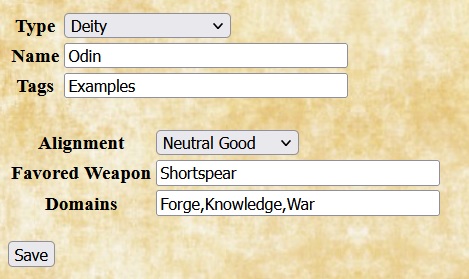 Type Deity
Name Odin
Tags Examples
Alignment Neutral Good
Favored Weapon Shortspear
Domains Forge,Knowledge,War
Save